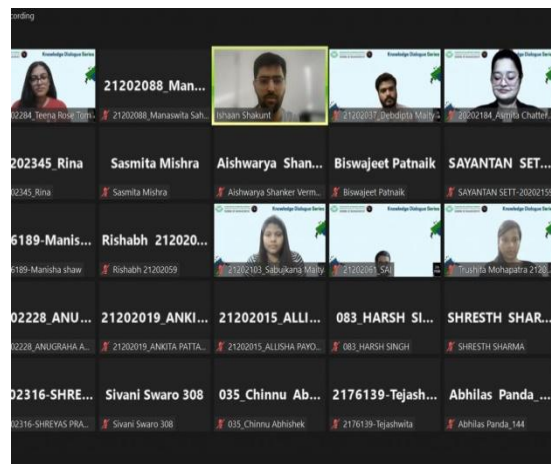 cording
Knowledge Dialogue Series
02284_Teena Rose Tom
21202088_Man...
21202088_Manaswita Sah...
Ishaan Shakunt
Knowledge Dialogue Series
21202037_Debdipta Maity
Knowledge Dialogue Series
20202184_Asmita Chatter...
202345_Rina
02345_Rina
Sasmita Mishra
Sasmita Mishra
Aishwarya Shan...
Aishwarya Shanker Verm...
Biswajeet Patnaik
Biswajeet Patnaik
SAYANTAN SET...
SAYANTAN SETT-2020215
6189-Manis...
6189-Manisha shaw
Rishabh 212020...
Rishabh 21202059
Knowledge Dialogue Series
21202103_Sabujkana Maity
Knowledge Dialogue Series
21202061_SAI
Knowledge Dialogue Series
Trushita Mohapatra 2120...
02228_ANU...
02228_ANUGRAHA A...
21202019_ANKI...
21202019_ANKITA PATTA...
21202015_ALLI...
21202015_ALLISHA PAYO...
083_HARSH SI...
083_HARSH SINGH
SHRESTH SHAR...
SHRESTH SHARMA
02316-SHRE...
02316-SHREYAS PRA...
Sivani Swaro 308
Sivani Swaro 308
035_Chinnu Ab...
035_Chinnu Abhishek
2176139-Tejash...
2176139-Tejashwita
Abhilas Panda_...
Abhilas Panda_144